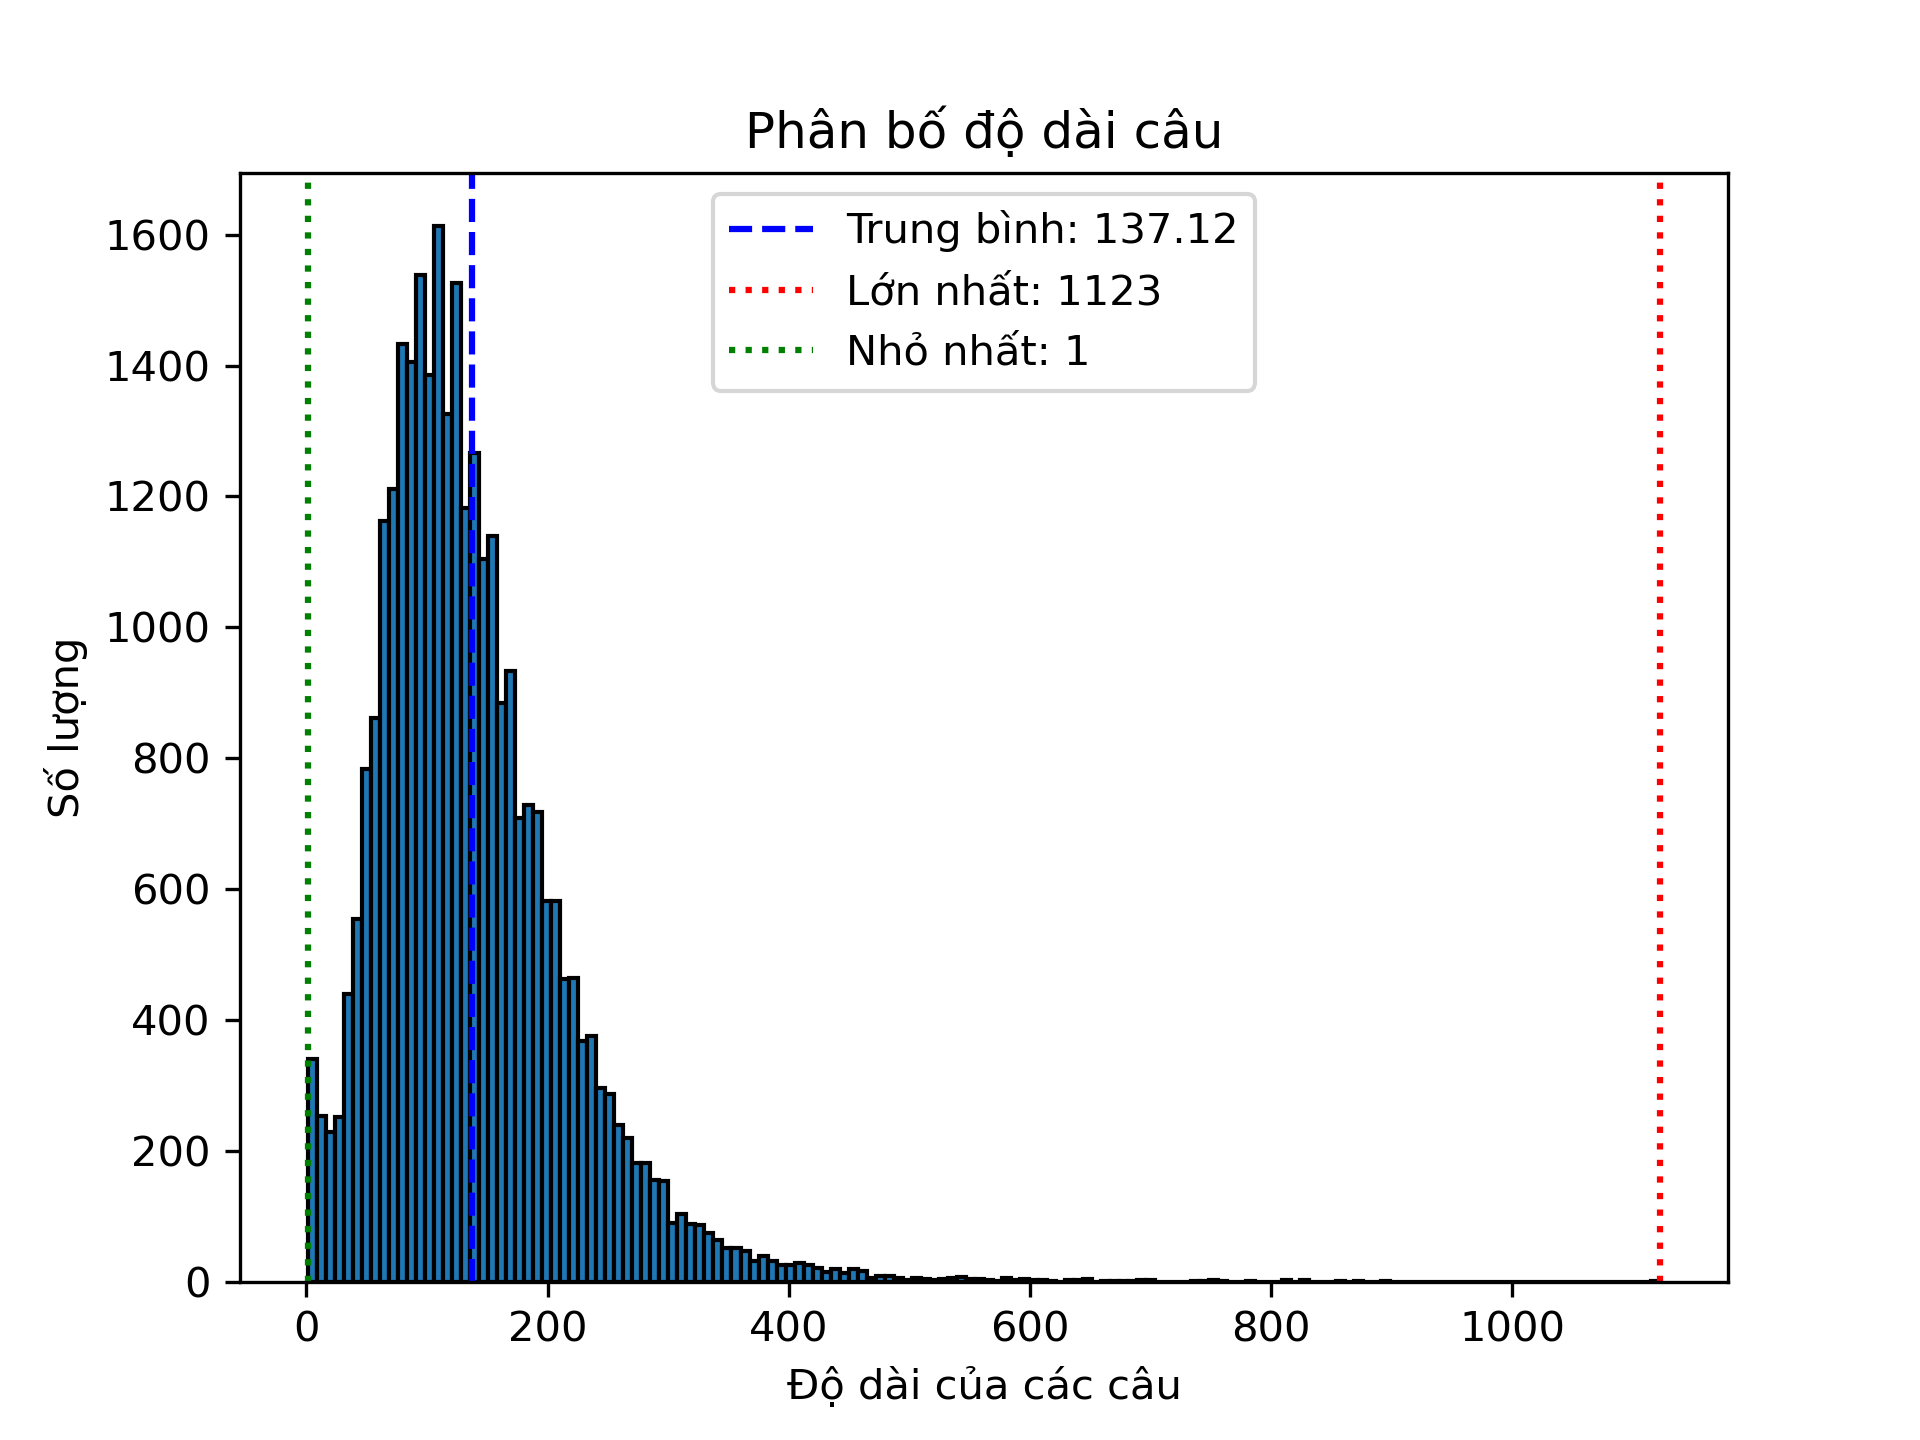 Phân bố độ dài câu
Trung bình: 137.12
Lớn nhất: 1123
Nhỏ nhất: 1
1600
1400
1200
1000
800
600
400
200
0
Số lượng
0 200 400 600 800 1000
Độ dài của các câu